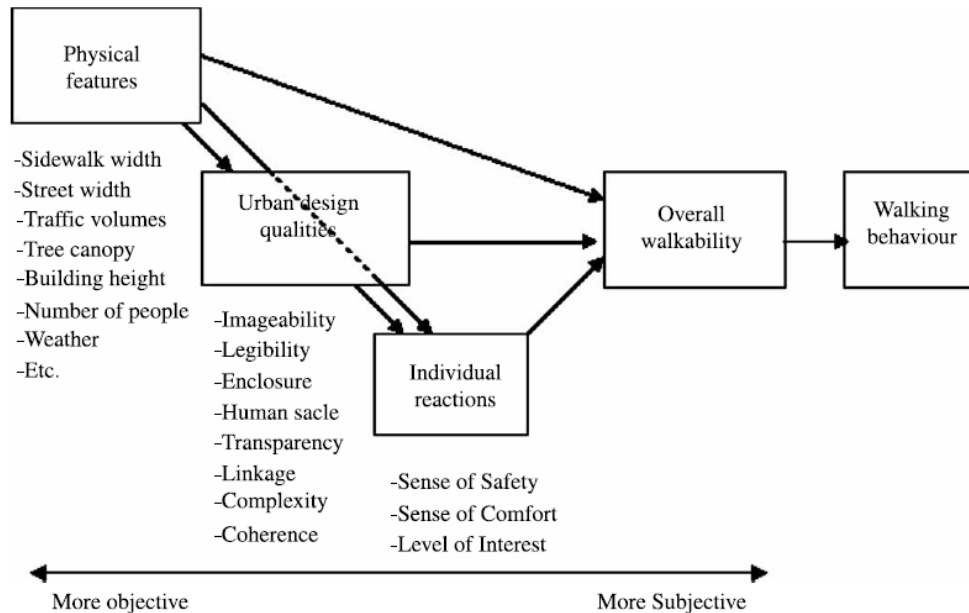 Physical
features
-Sidewalk width
-Street width
-Traffic volumes
-Tree canopy
-Building height
-Number of people
-Weather
-Etc.
Urban design
qualities
-Imageability
-Legibility
-Enclosure
-Human sacle
-Transparency
-Linkage
-Complexity
-Coherence
Individual
reactions
-Sense of Safety
-Sense of Comfort
-Level of Interest
Overall
walkability
Walking
behaviour
More objective
More Subjective